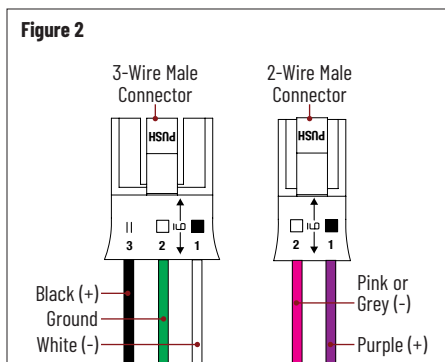 Figure 2
3-Wire Male
Connector
2-Wire Male
Connector
PUSH
PUSH
3 2 1
2 1
Black (+)
Ground
White (-)
Pink or
Grey (-)
Purple (+)